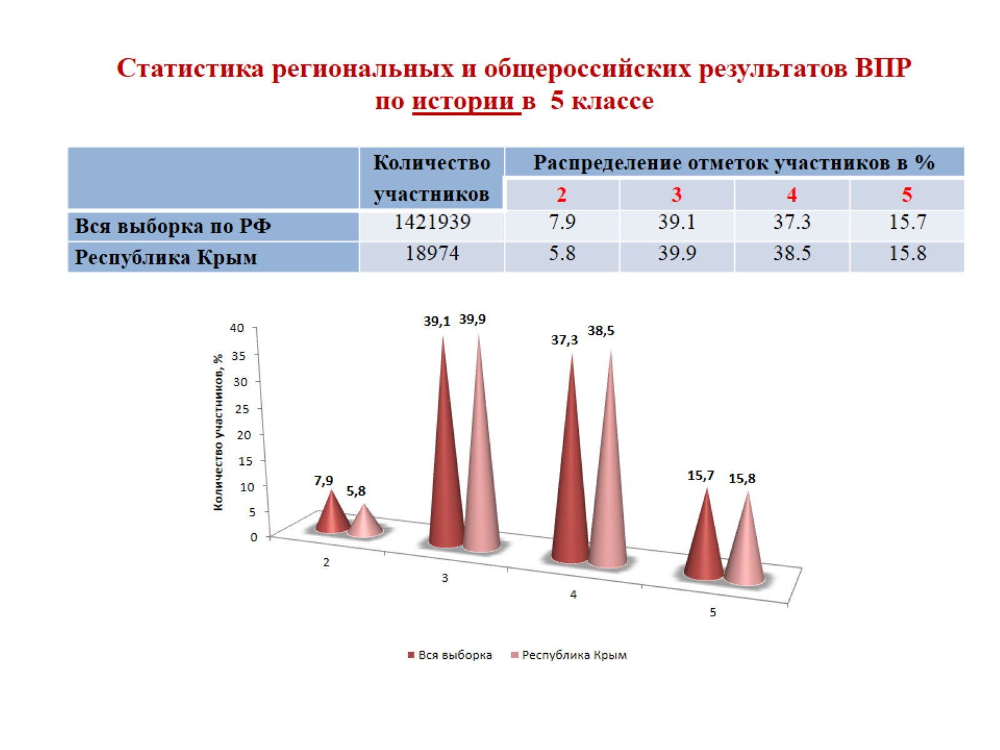 Статистика региональных и общероссийских результатов ВПР
по истории в 5 классе
Количество участников
Распределение отметок участников в %
2 3 4 5
Вся выборка по РФ 1421939 7.9 39.1 37.3 15.7
Республика Крым 18974 5.8 39.9 38.5 15.8
Количество участников, %
40
35
30
25
20
15
10
5
0
7,9 5,8
39,1 39,9
37,3 38,5
15,7 15,8
2
3
4
5
Вся выборка Республика Крым